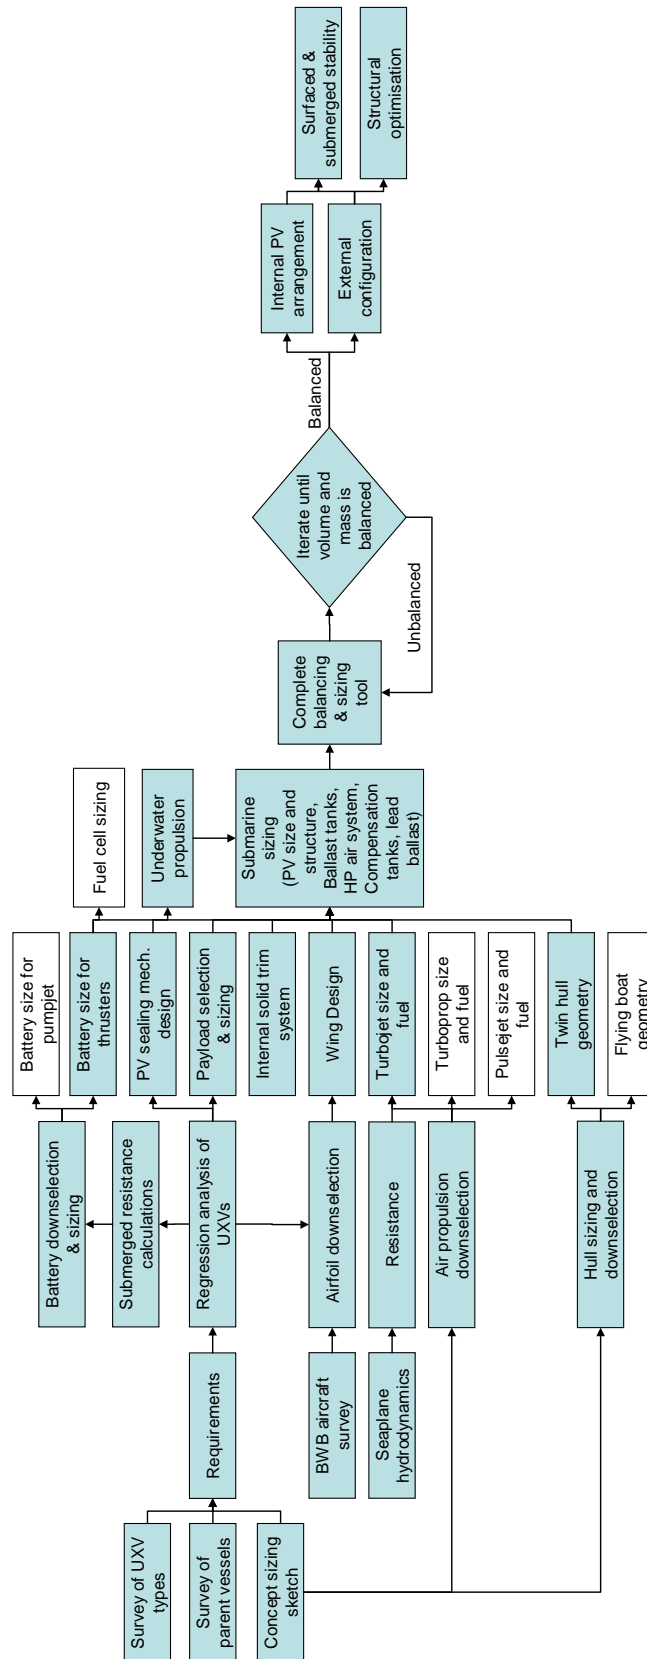 Survey of UXV
types
Survey of
parent vessels
Concept sizing
sketch
Requirements
BWB aircraft
survey
Seaplane
hydrodynamics
Battery downselection
& sizing
Submerged resistance
calculations
Regression analysis of
UXVs
Airfoil downselection
Resistance
Air propulsion
downselection
Hull sizing and
downselection
Battery size for
pumpjet
Battery size for
thrusters
PV sealing mech.
design
Payload selection
& sizing
Internal solid trim
system
Wing Design
Turbojet size and
fuel
Turboprop size
and fuel
Pulsejet size and
fuel
Twin hull
geometry
Flying boat
geometry
Fuel cell sizing
Underwater
propulsion
Submarine
sizing
(PV size and
structure,
Ballast tanks,
HP air system,
Compensation
tanks, lead
ballast)
Complete
balancing
& sizing
tool
Iterate until
volume and
mass is
balanced
Unbalanced
Balanced
Internal PV
arrangement
External
configuration
Surfaced &
submerged stability
Structural
optimisation